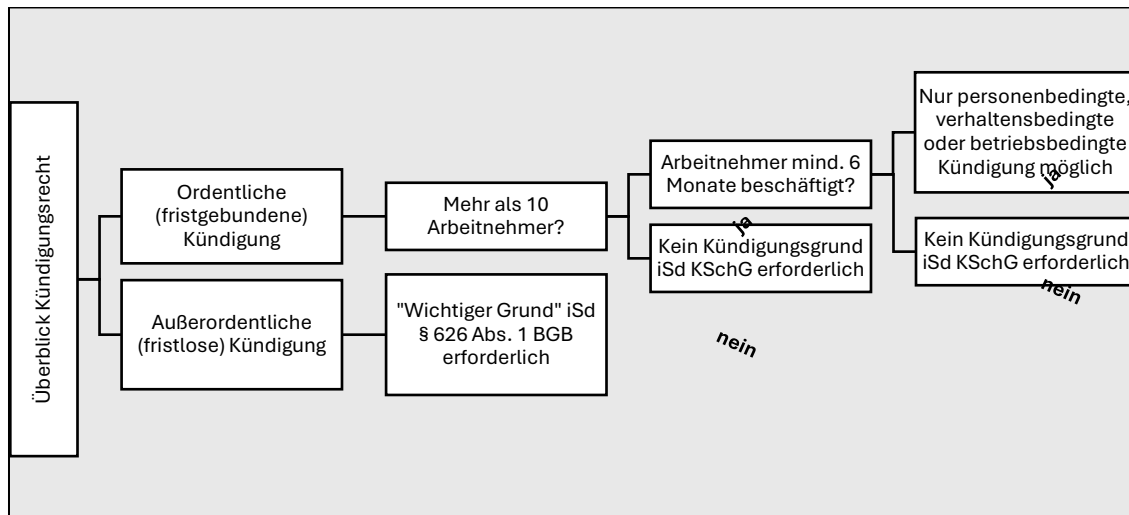 Überblick Kündigungsrecht
Ordentliche
(fristgebundene)
Kündigung
Mehr als 10
Arbeitnehmer?
Arbeitnehmer mind. 6
Monate beschäftigt?
ja
Nur personenbedingte,
verhaltensbedingte
oder betriebsbedingte
Kündigung möglich
ja
Kein Kündigungsgrund
iSd KSchG erforderlich
nein
Kein Kündigungsgrund
iSd KSchG erforderlich
nein
Außerordentliche
(fristlose) Kündigung
"Wichtiger Grund" iSd
§ 626 Abs. 1 BGB
erforderlich